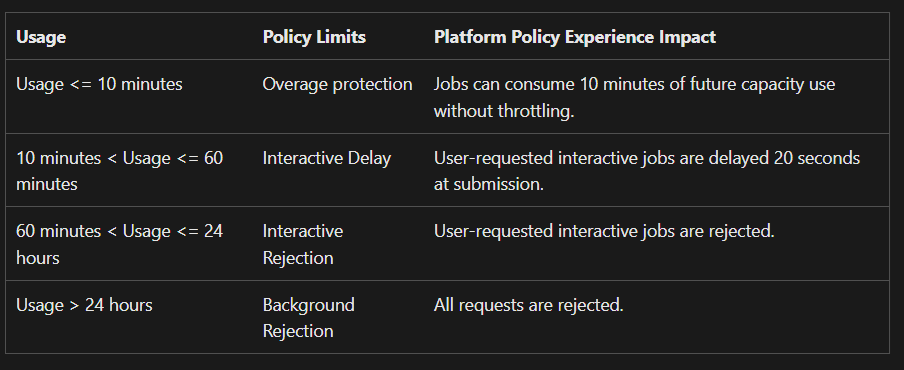 Usage Policy Limits Platform Policy Experience Impact
Usage <= 10 minutes Overage protection Jobs can consume 10 minutes of future capacity use
without throttling.
10 minutes < Usage <= 60 Interactive Delay User-requested interactive jobs are delayed 20 seconds
minutes at submission.
60 minutes < Usage <= 24 Interactive User-requested interactive jobs are rejected.
hours Rejection
Usage > 24 hours Background All requests are rejected.
Rejection